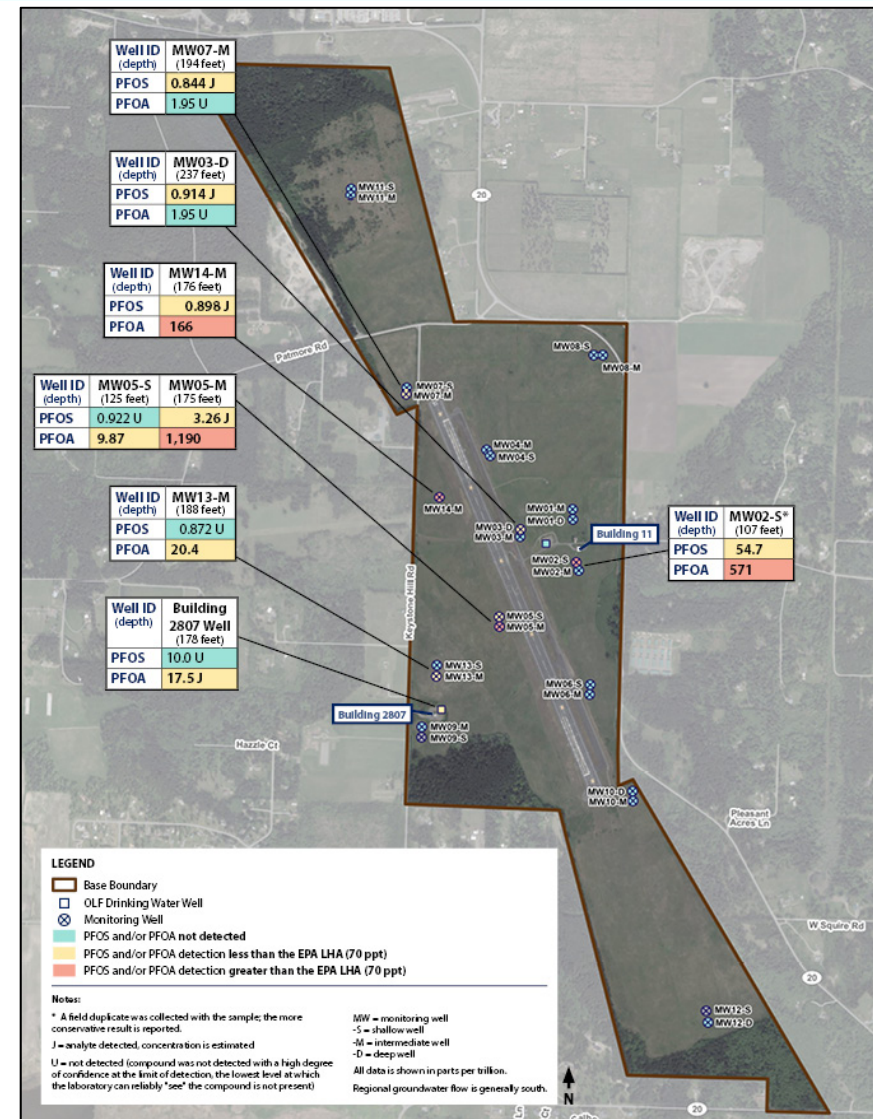 Well ID (depth) MW07-M (194 feet)
PFOS 0.844 J
PFOA 1.95 U
Well ID (depth) MW03-D (237 feet)
PFOS 0.914 J
PFOA 1.95 U
Well ID (depth) MW14-M (176 feet)
PFOS 0.898 J
PFOA 166
Well ID (depth) MW05-S (125 feet) MW05-M (175 feet)
PFOS 0.922 U 3.26 J
PFOA 9.87 1,190
Well ID (depth) MW13-M (188 feet)
PFOS 0.872 U
PFOA 20.4
Well ID (depth) Building 2807 Well (178 feet)
PFOS 10.0 U
PFOA 17.5 J
Well ID (depth) MW02-S* (107 feet)
PFOS 54.7
PFOA 571
MW11-S
MW11-M
20
Patmore Rd
MW08-S
MW08-M
MW07-S
MW07-M
MW04-M
MW04-S
MW14-M
MW01-M
MW01-D
MW03-D
MW03-M
Building 11
MW02-S
MW02-M
Keystone Hill Rd
MW05-S
MW05-M
MW13-S
MW13-M
MW06-S
MW06-M
Building 2807
MW09-M
MW09-S
Hazzle Ct
MW10-D
MW10-M
Pleasant
Acres Ln
W Squire Rd
20
MW12-S
MW12-D
20
LEGEND
Base Boundary
OLF Drinking Water Well
Monitoring Well
PFOS and/or PFOA not detected
PFOS and/or PFOA detection less than the EPA LHA (70 ppt)
PFOS and/or PFOA detection greater than the EPA LHA (70 ppt)
Notes:
* A field duplicate was collected with the sample; the more
conservative result is reported.
J = analyte detected, concentration is estimated
U = not detected (compound was not detected with a high degree
of confidence at the limit of detection, the lowest level at which
the laboratory can reliably "see" the compound is not present)
MW = monitoring well
-S = shallow well
-M = intermediate well
-D = deep well
All data is shown in parts per trillion.
Regional groundwater flow is generally south.
N